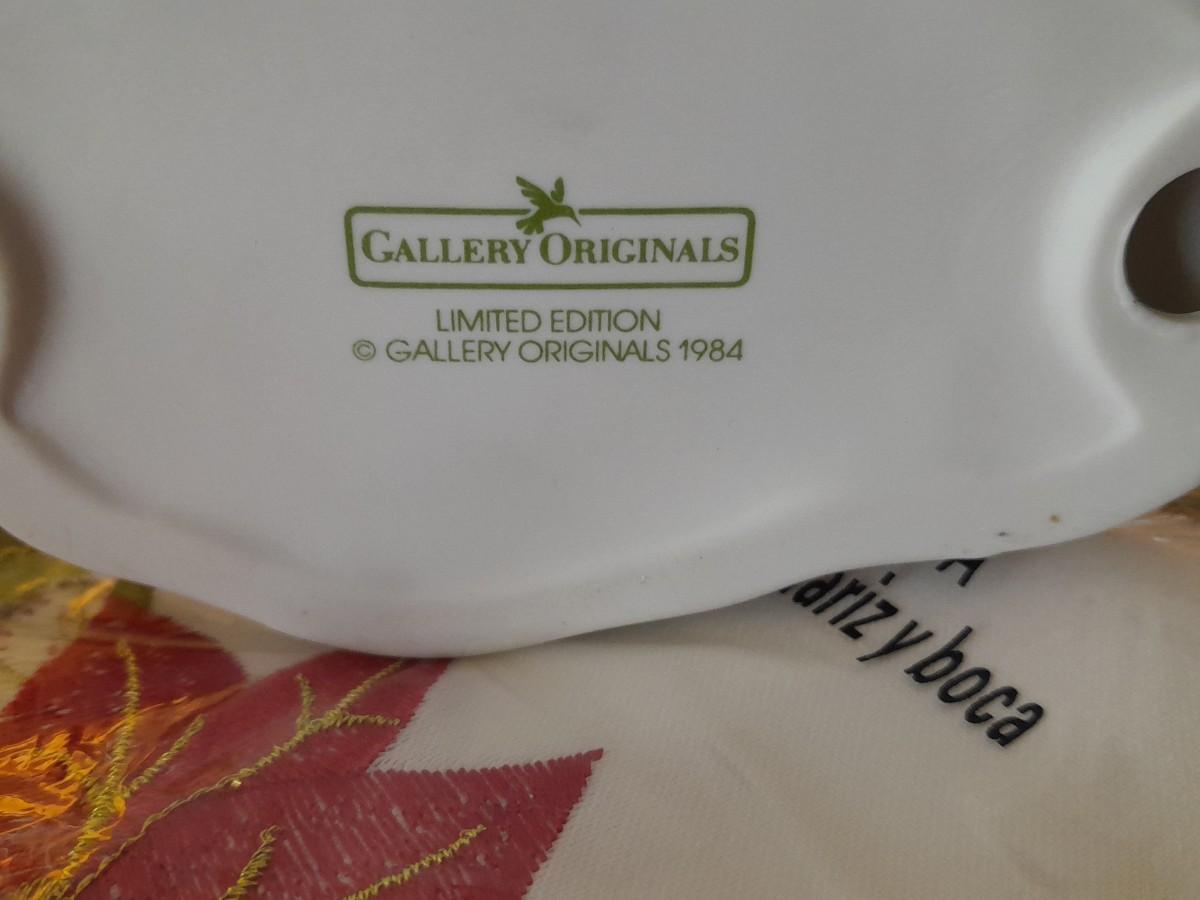 GALLERY ORIGINALS
LIMITED EDITION
© GALLERY ORIGINALS 1984
y boca